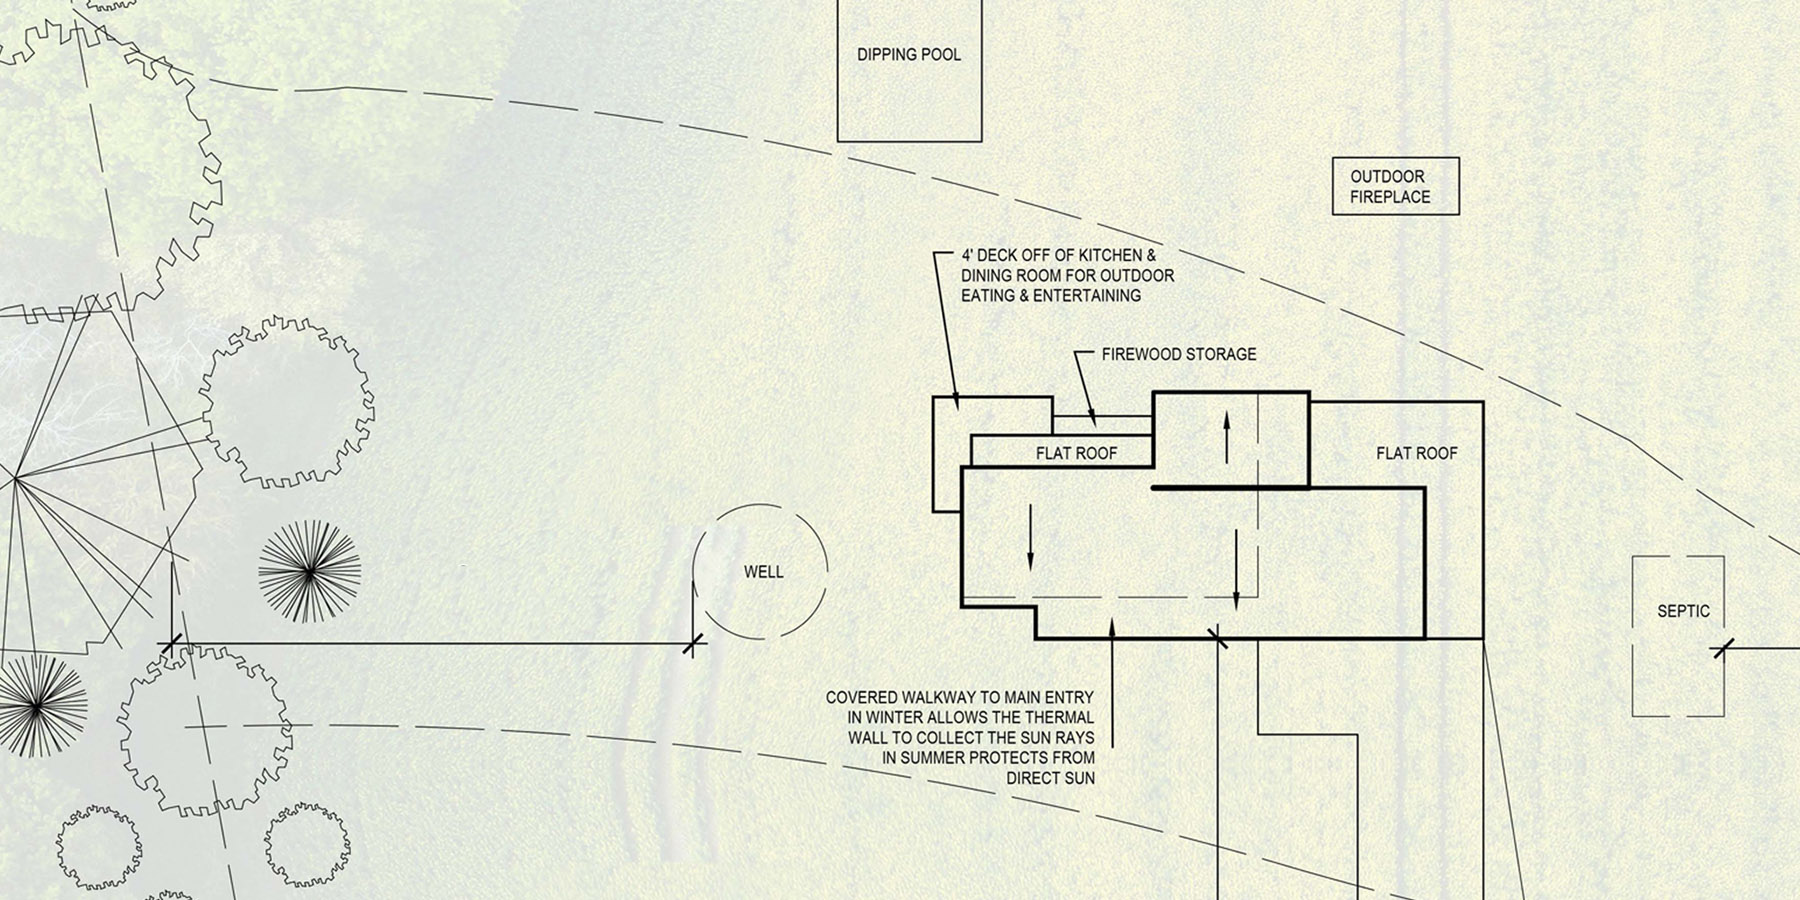 DIPPING POOL
OUTDOOR
FIREPLACE
4' DECK OFF OF KITCHEN &
DINING ROOM FOR OUTDOOR
EATING & ENTERTAINING
FIREWOOD STORAGE
FLAT ROOF
FLAT ROOF
WELL
SEPTIC
COVERED WALKWAY TO MAIN ENTRY
IN WINTER ALLOWS THE THERMAL
WALL TO COLLECT THE SUN RAYS
IN SUMMER PROTECTS FROM
DIRECT SUN